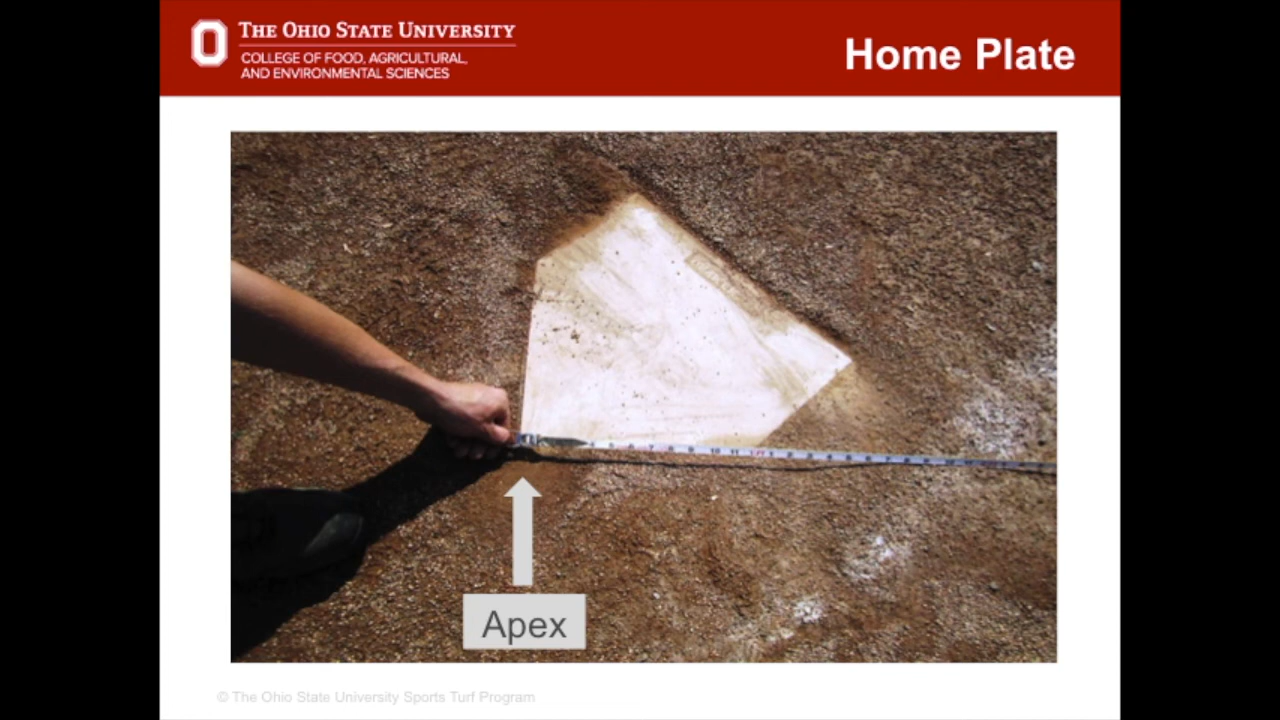 THE OHIO STATE UNIVERSITY
COLLEGE OF FOOD, AGRICULTURAL,
AND ENVIRONMENTAL SCIENCES
Home Plate
Apex
© The Ohio State University Sports Turf Program